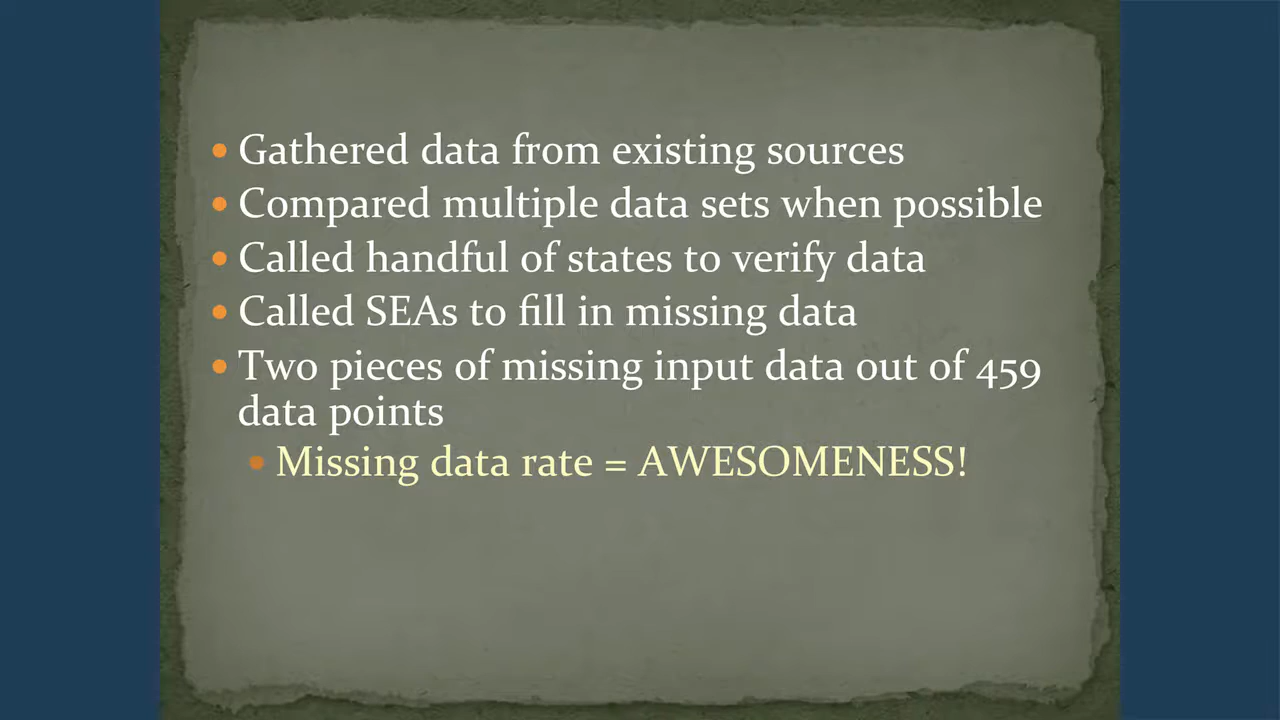 • Gathered data from existing sources
• Compared multiple data sets when possible
• Called handful of states to verify data
• Called SEAs to fill in missing data
• Two pieces of missing input data out of 459
data points
• Missing data rate = AWESOMENESS!